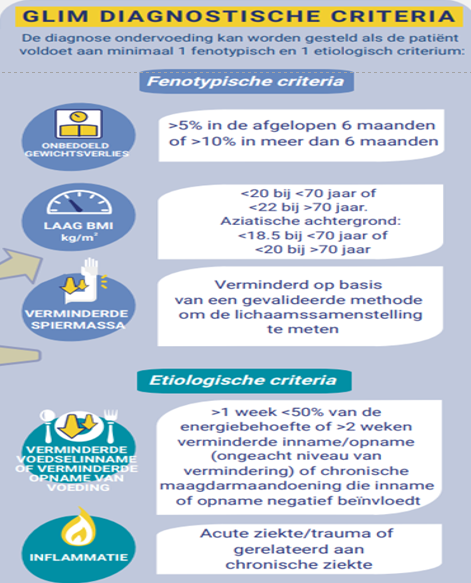 GLIM DIAGNOSTISCHE CRITERIA
De diagnose ondervoeding kan worden gesteld als de patiënt
voldoet aan minimaal 1 fenotypisch en 1 etiologisch criterium:
Fenotypische criteria
ONBEDOELD
GEWICHTSVERLIES
>5% in de afgelopen 6 maanden
of >10% in meer dan 6 maanden
LAAG BMI
kg/m²
<20 bij <70 jaar of
<22 bij >70 jaar.
Aziatische achtergrond:
<18.5 bij <70 jaar of
<20 bij >70 jaar
VERMINDERDE
SPIERMASSA
Verminderd op basis
van een gevalideerde methode
om de lichaamssamenstelling
te meten
Etiologische criteria
VERMINDERDE
VOEDSELINNAME
OF VERMINDERDE
OPNAME VAN
VOEDING
>1 week <50% van de
energiebehoefte of >2 weken
verminderde inname/opname
(ongeacht niveau van
vermindering) of chronische
maagdarmaandoening die inname
of opname negatief beïnvloedt
INFLAMMATIE
Acute ziekte/trauma of
gerelateerd aan
chronische ziekte